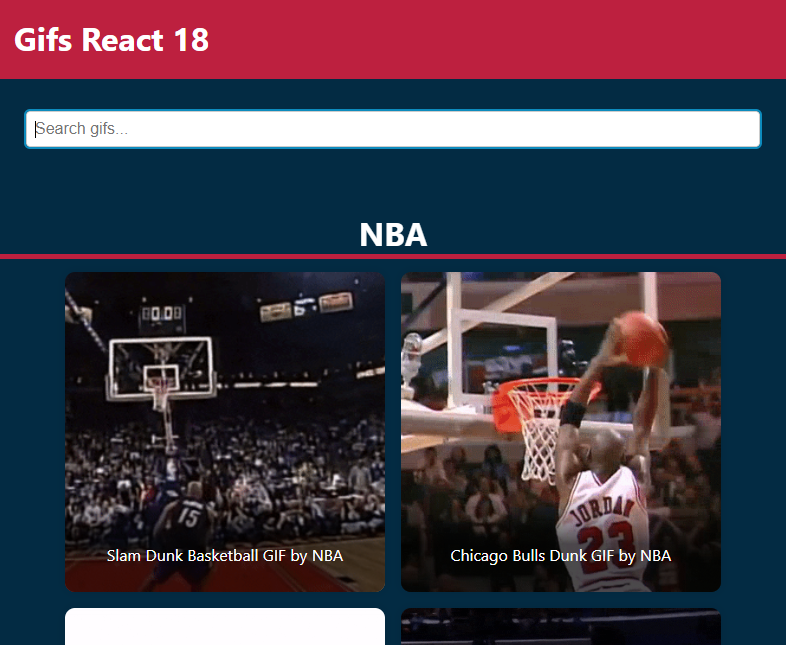 Gifs React 18
Search gifs...
NBA
15
Slam Dunk Basketball GIF by NBA
JORDAN
23
Chicago Bulls Dunk GIF by NBA